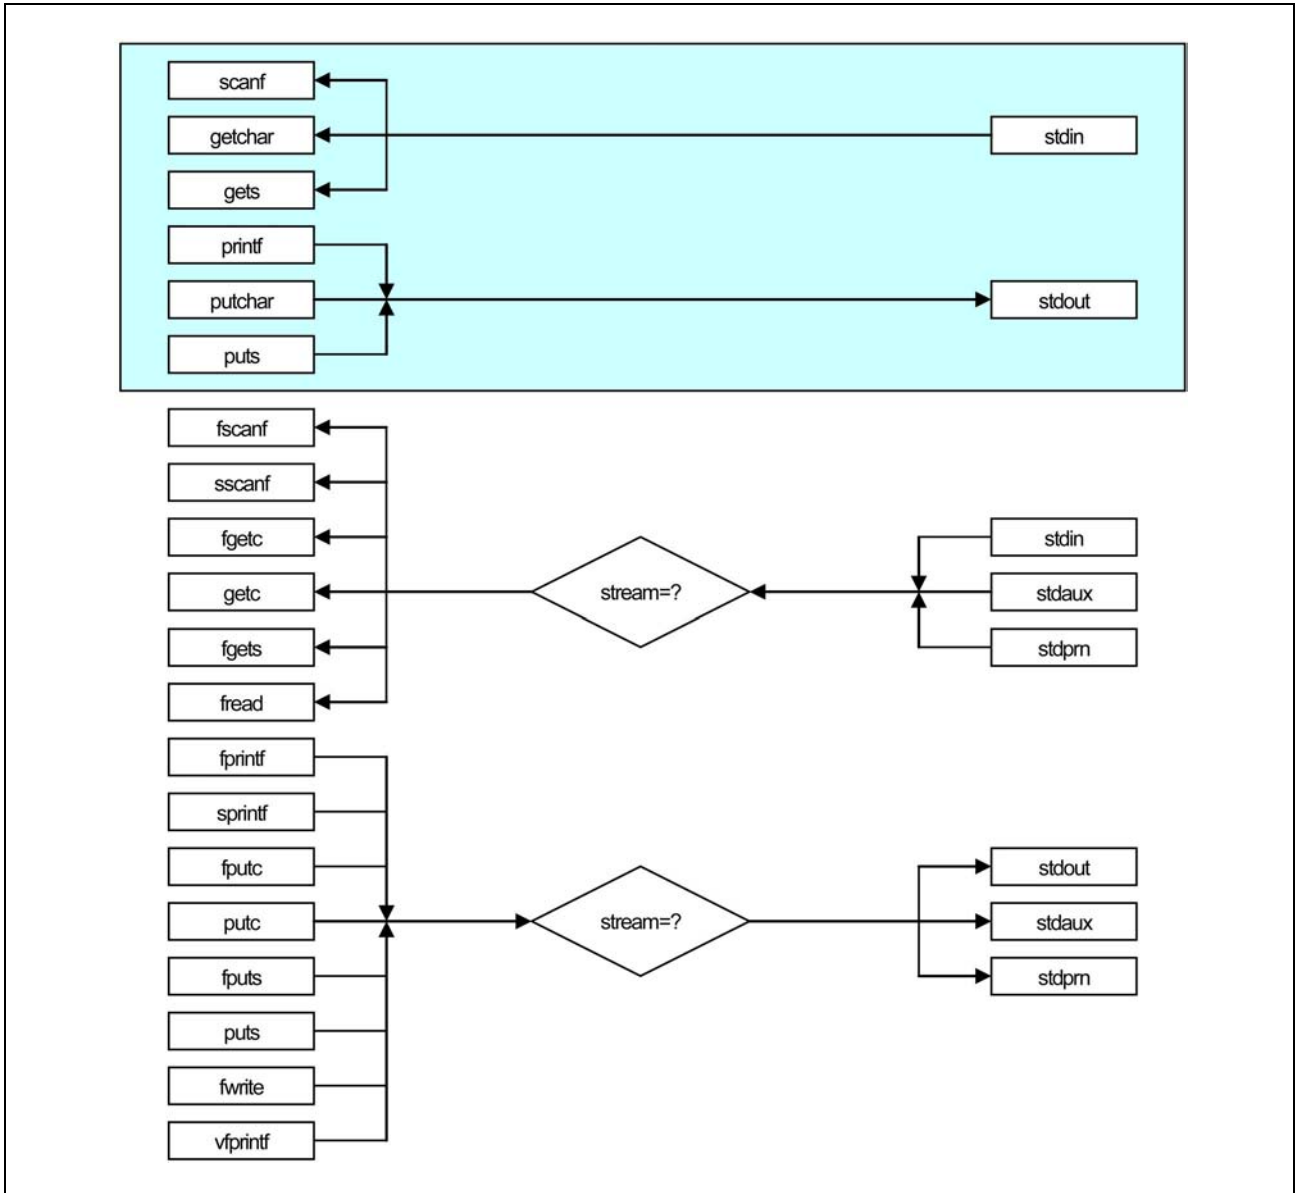 scanf
getchar
stdin
gets
printf
putchar
stdout
puts
fscanf
sscanf
fgetc
stdin
getc
stream=?
stdaux
fgets
stdprn
fread
fprintf
sprintf
fputc
stdout
putc
stream=?
stdaux
fputs
stdprn
puts
fwrite
vfprintf